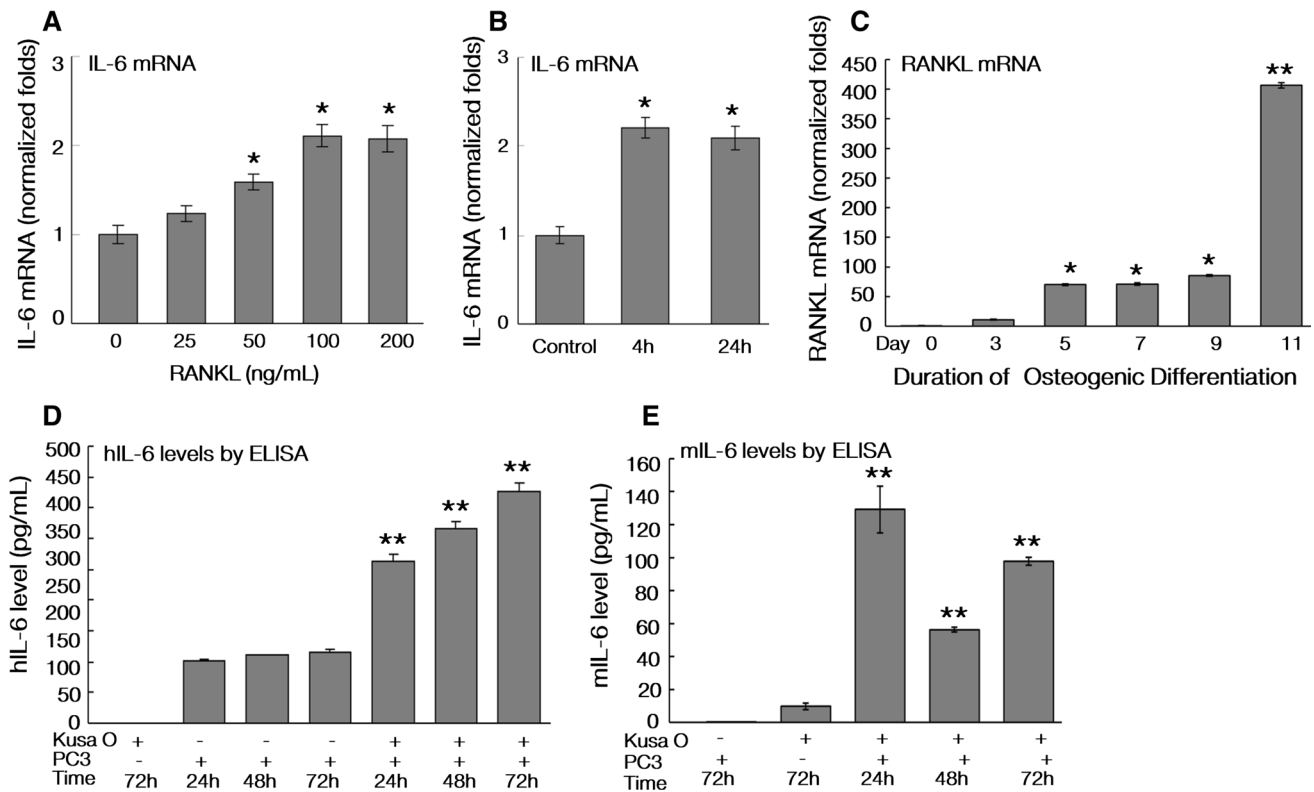 A
IL-6 mRNA (normalized folds)
IL-6 mRNA
3
2
1
0
* * *
0 25 50 100 200
RANKL (ng/mL)
B
IL-6 mRNA (normalized folds)
IL-6 mRNA
3
2
1
0
* *
Control 4h 24h
C
RANKL mRNA (normalized folds)
RANKL mRNA
450
400
350
300
250
200
150
100
50
0
* * * **
Day 0 3 5 7 9 11
Duration of Osteogenic Differentiation
D
hIL-6 level (pg/mL)
hIL-6 levels by ELISA
500
450
400
350
300
250
200
150
100
50
0
** ** **
Kusa O + - - - + + +
PC3 - + + + + + +
Time 72h 24h 48h 72h 24h 48h 72h
E
mIL-6 level (pg/mL)
mIL-6 levels by ELISA
160
140
120
100
80
60
40
20
0
** ** **
Kusa O - + + + +
PC3 - - + + +
Time 72h 72h 24h 48h 72h